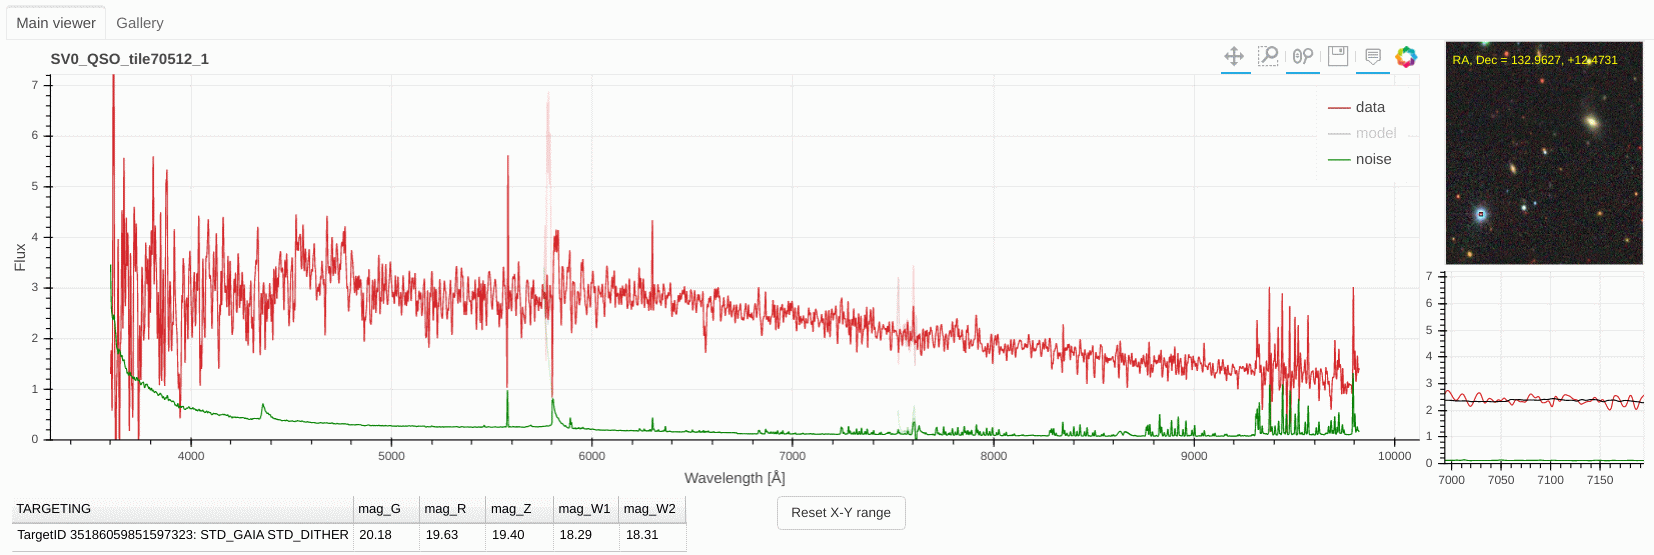 Main viewer
Gallery
SV0_QSO_tile70512_1
7
6
5
4
3
2
1
0
Flux
4000
5000
6000
7000
8000
9000
10000
Wavelength [Å]
data
model
noise
RA, Dec = 132.9627, +12.4731
7
6
5
4
3
2
1
0
7000
7050
7100
7150
TARGETING mag_G mag_R mag_Z mag_W1 mag_W2
TargetID 35186059851597323: STD_GAIA STD_DITHER 20.18 19.63 19.40 18.29 18.31
Reset X-Y range